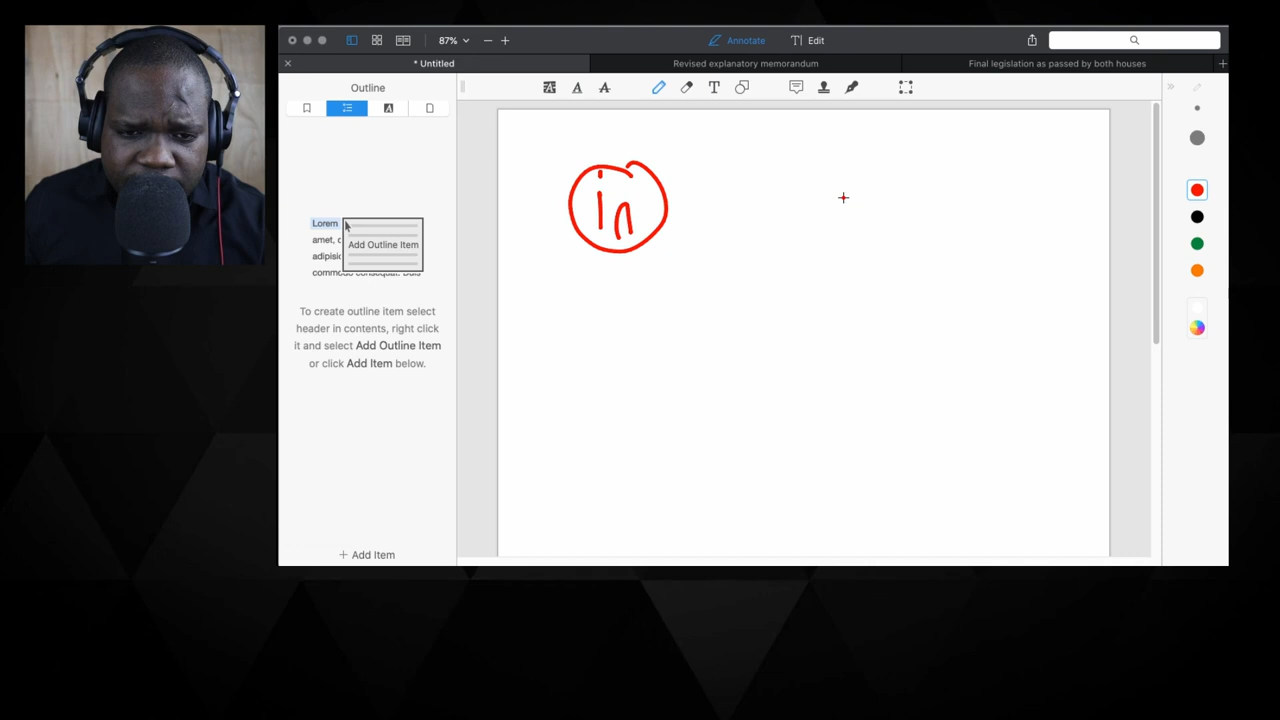 87%
Annotate
Edit
* Untitled
Revised explanatory memorandum
Final legislation as passed by both houses
Outline
A
A
A
T
A
in
Lorem
amet, c
Add Outline Item
adipisi
To create outline item select
header in contents, right click
it and select Add Outline Item
or click Add Item below.
+ Add Item